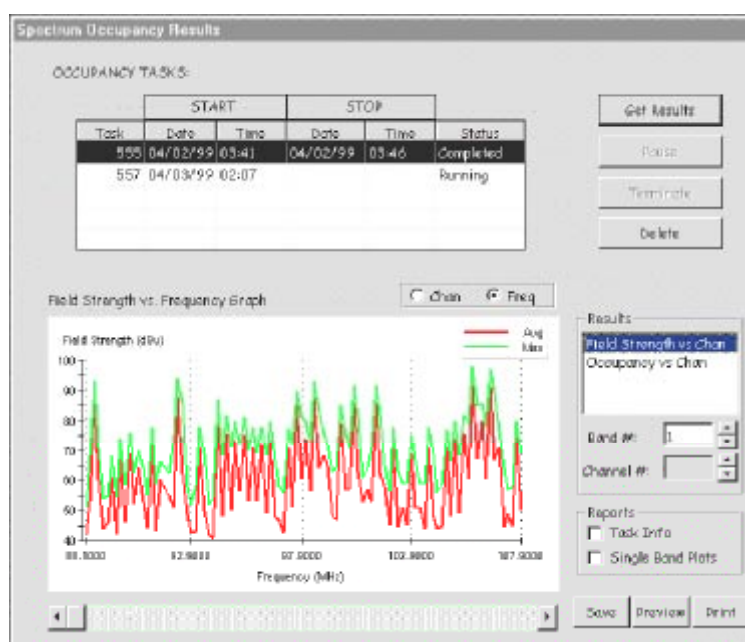 Spectrum Occupancy Results
OCCUPANCY TASKS:
START STOP
Task Date Time Date Time Status
555 04/02/99 03:41 04/02/99 03:46 Completed
557 04/03/99 02:07 Running
Get Results
Pause
Terminate
Delete
Field Strength vs. Frequency Graph
Chan Freq
Field Strength (dBu)
Avg
Max
100
90
80
70
60
50
40
88.1000 92.9000 97.9000 102.9000 107.9000
Frequency (MHz)
Results
Field Strength vs Chan
Occupancy vs Chan
Band #: 1
Channel #:
Reports
Task Info
Single Band Plots
Save Preview Print